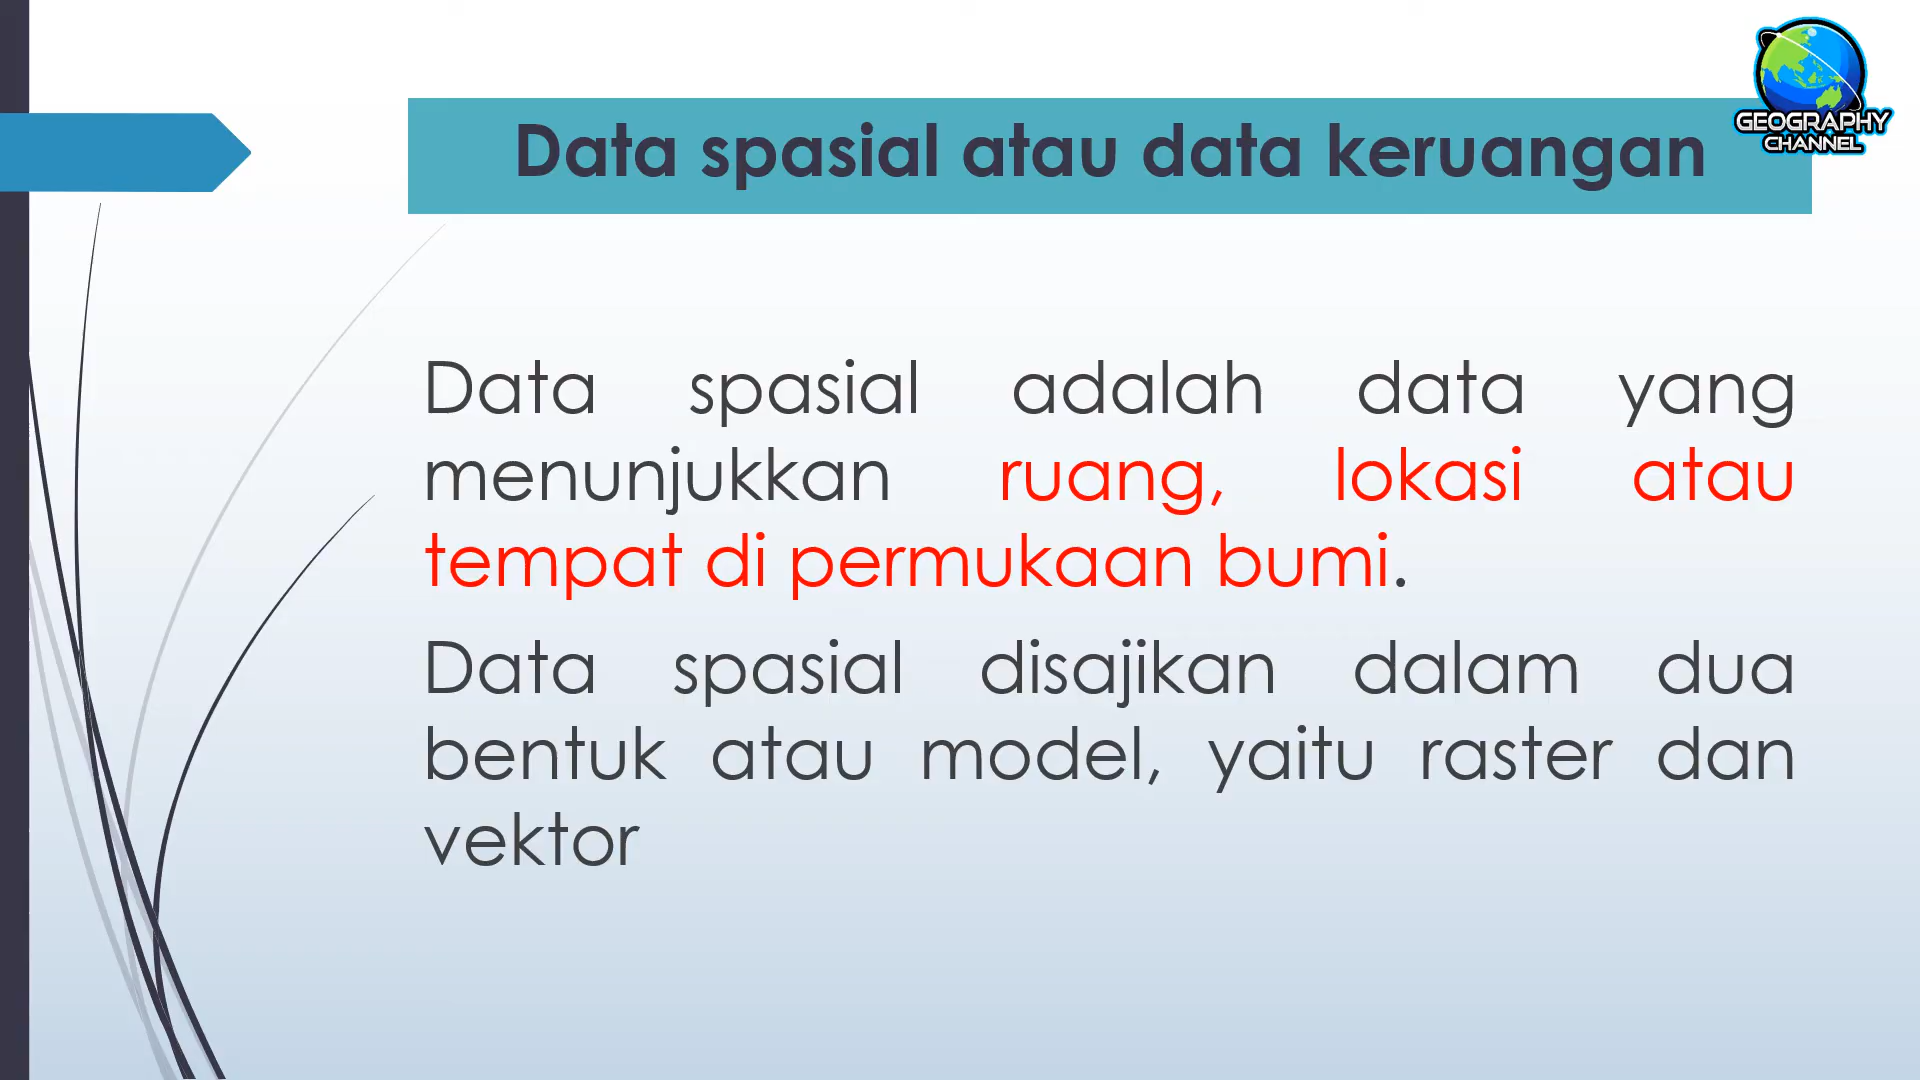 GEOGRAPHY
CHANNEL
Data spasial atau data keruangan
Data spasial adalah data yang
menunjukkan ruang, lokasi atau
tempat di permukaan bumi.
Data spasial disajikan dalam dua
bentuk atau model, yaitu raster dan
vektor